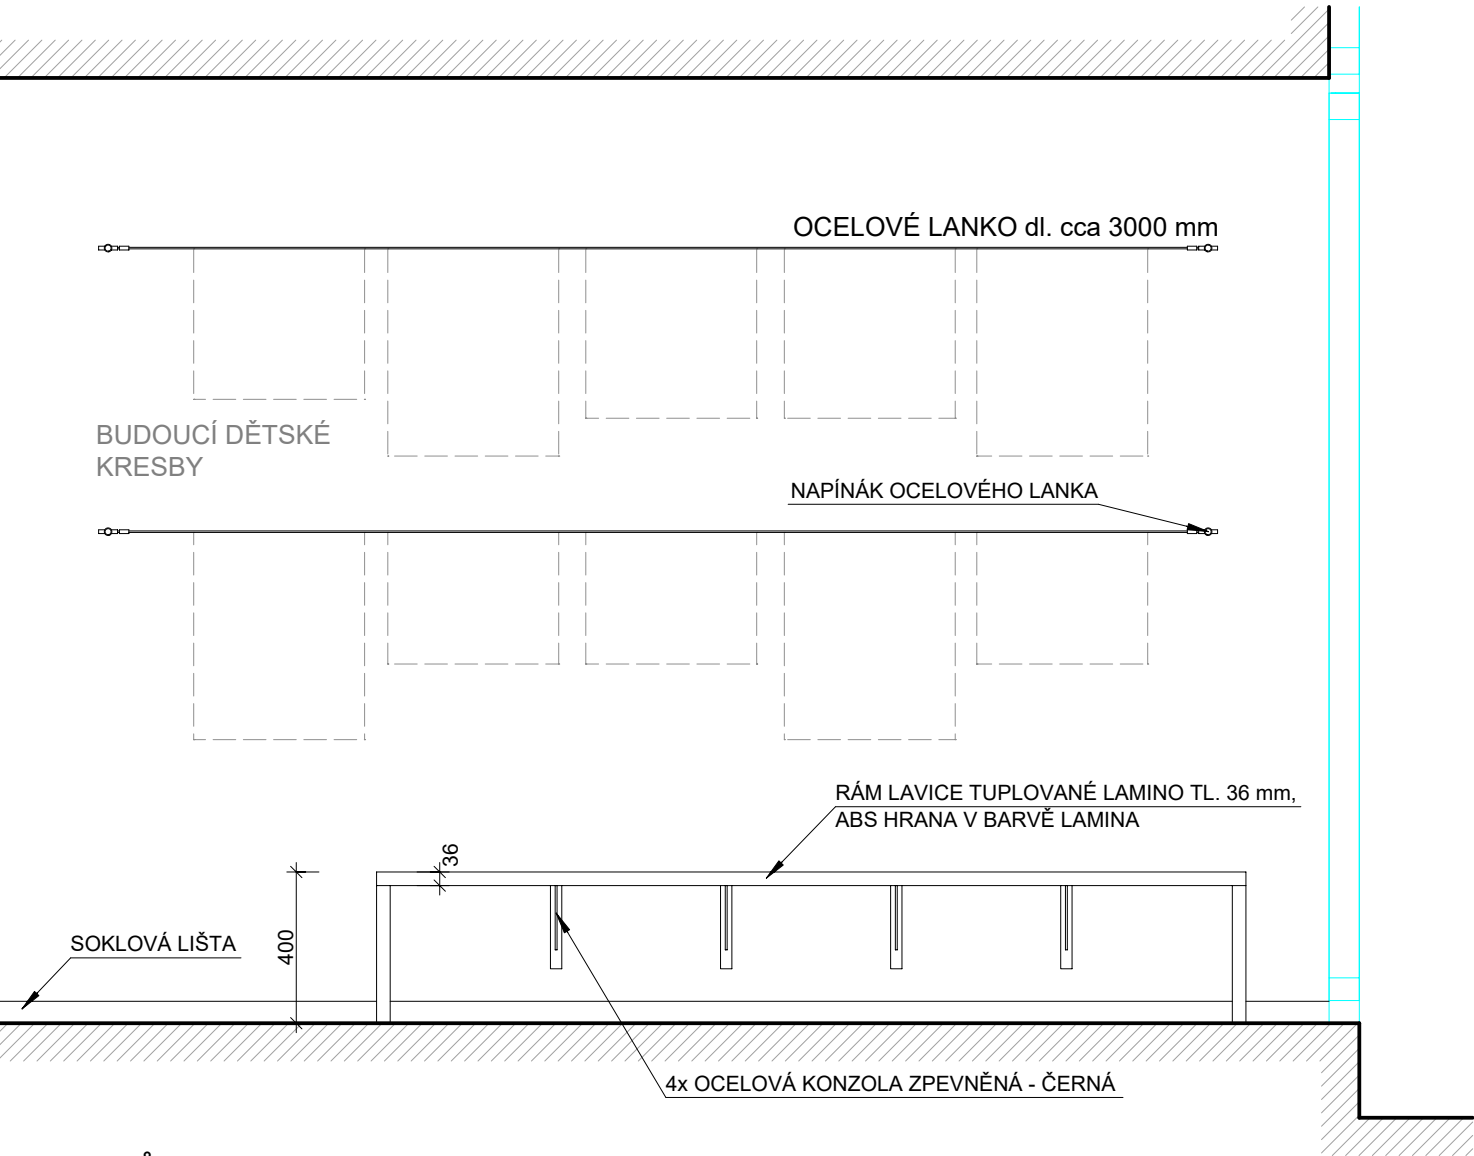 OCELOVÉ LANKO dl. cca 3000 mm
BUDOUCÍ DĚTSKÉ
KRESBY
NAPÍNÁK OCELOVÉHO LANKA
RÁM LAVICE TUPLOVANÉ LAMINO TL. 36 mm,
ABS HRANA V BARVĚ LAMINA
36
400
SOKLOVÁ LIŠTA
4x OCELOVÁ KONZOLA ZPEVNĚNÁ - ČERNÁ